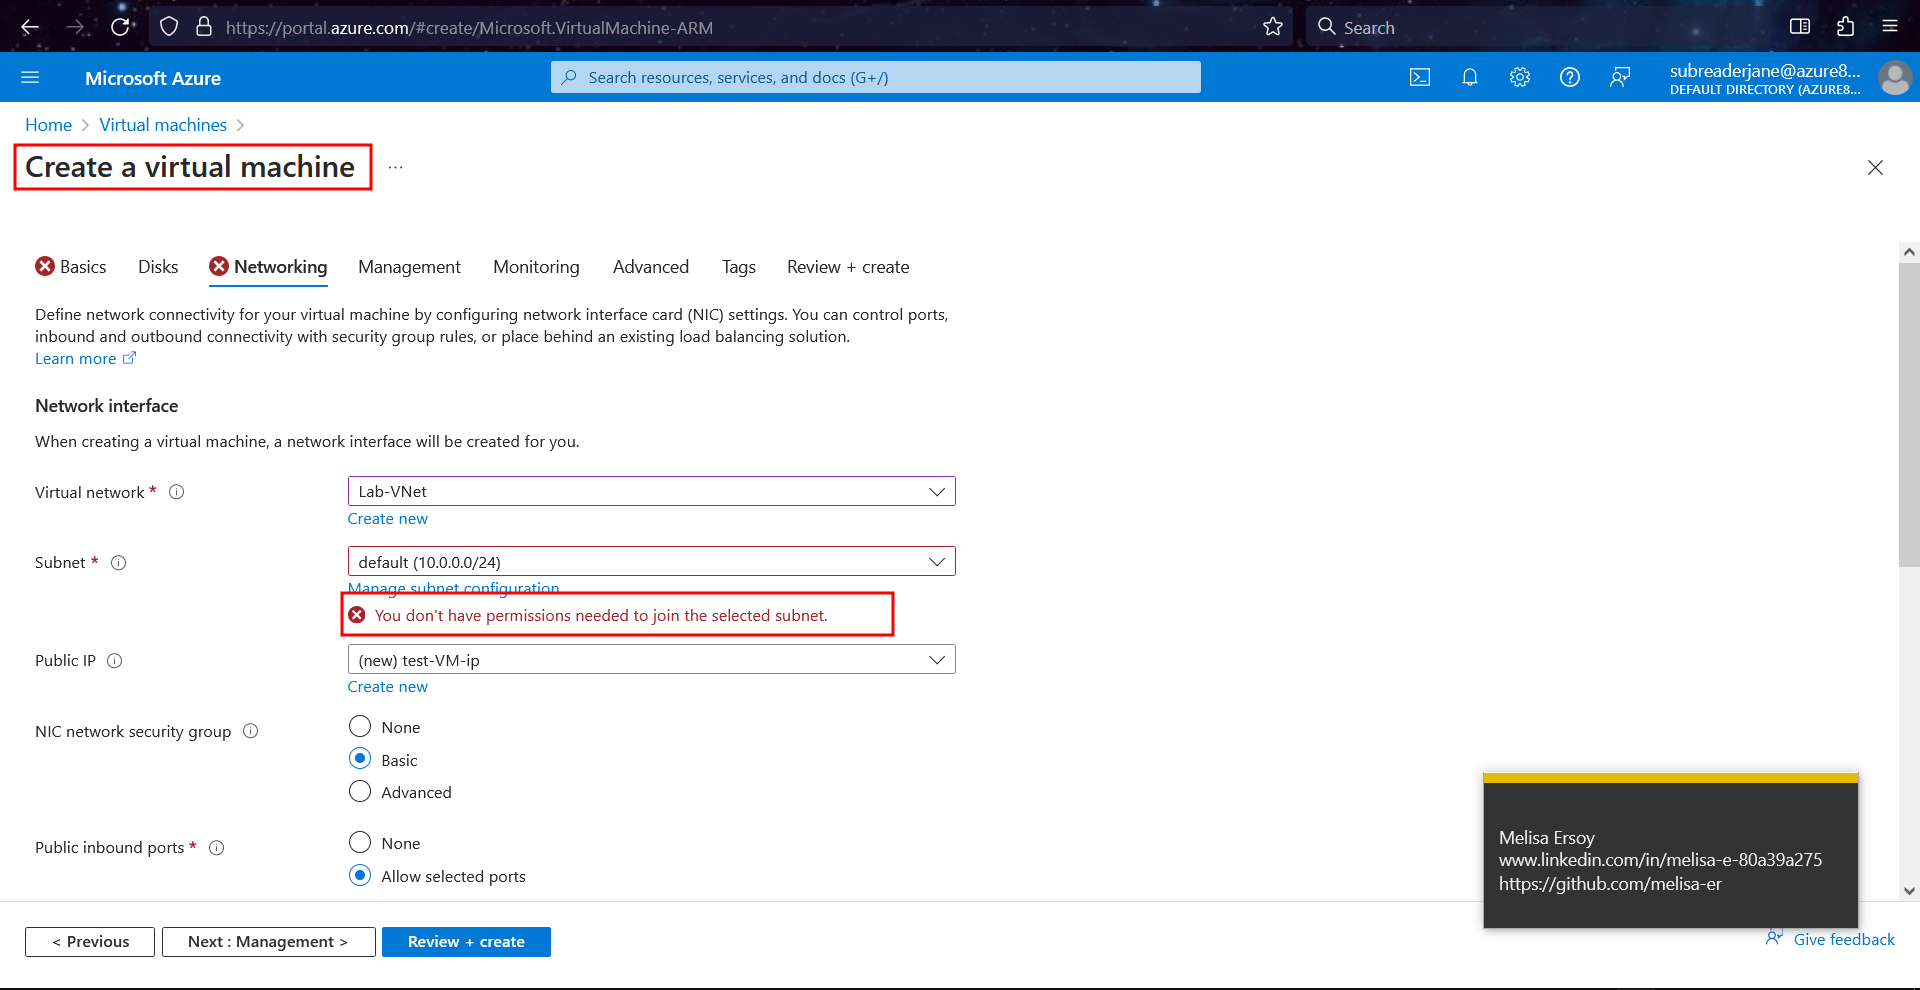 https://portal.azure.com/#create/Microsoft.VirtualMachine-ARM
Search
Microsoft Azure
Search resources, services, and docs (G+/)
subreaderjane@azure8...
DEFAULT DIRECTORY (AZURE8...
Home > Virtual machines >
Create a virtual machine ...
Basics Disks Networking Management Monitoring Advanced Tags Review + create
Define network connectivity for your virtual machine by configuring network interface card (NIC) settings. You can control ports,
inbound and outbound connectivity with security group rules, or place behind an existing load balancing solution.
Learn more
Network interface
When creating a virtual machine, a network interface will be created for you.
Virtual network *
Lab-VNet
Create new
Subnet *
default (10.0.0.0/24)
Manage subnet configuration
You don't have permissions needed to join the selected subnet.
Public IP
(new) test-VM-ip
Create new
NIC network security group
None
Basic
Advanced
Public inbound ports *
None
Allow selected ports
Melisa Ersoy
www.linkedin.com/in/melisa-e-80a39a275
https://github.com/melisa-er
< Previous
Next : Management >
Review + create
Give feedback